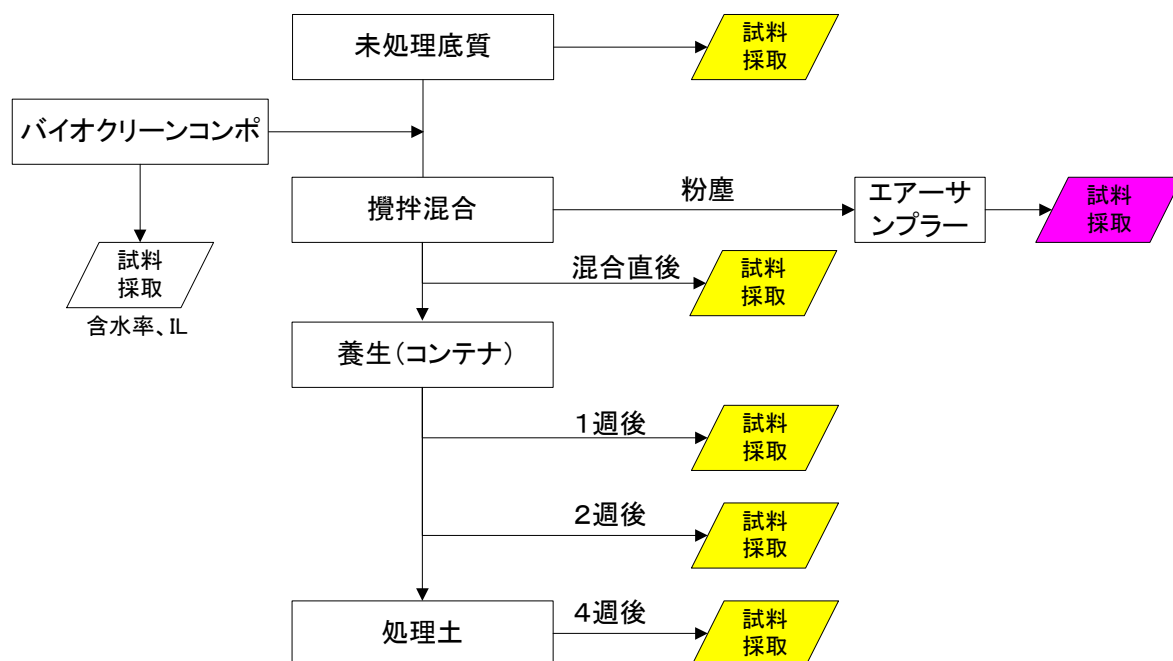 未処理底質
試料
採取
バイオクリーンコンポ
試料
採取
含水率、IL
攪拌混合
粉塵
エアーサ
ンプラー
試料
採取
混合直後
試料
採取
養生(コンテナ)
1週後
試料
採取
2週後
試料
採取
処理土
4週後
試料
採取